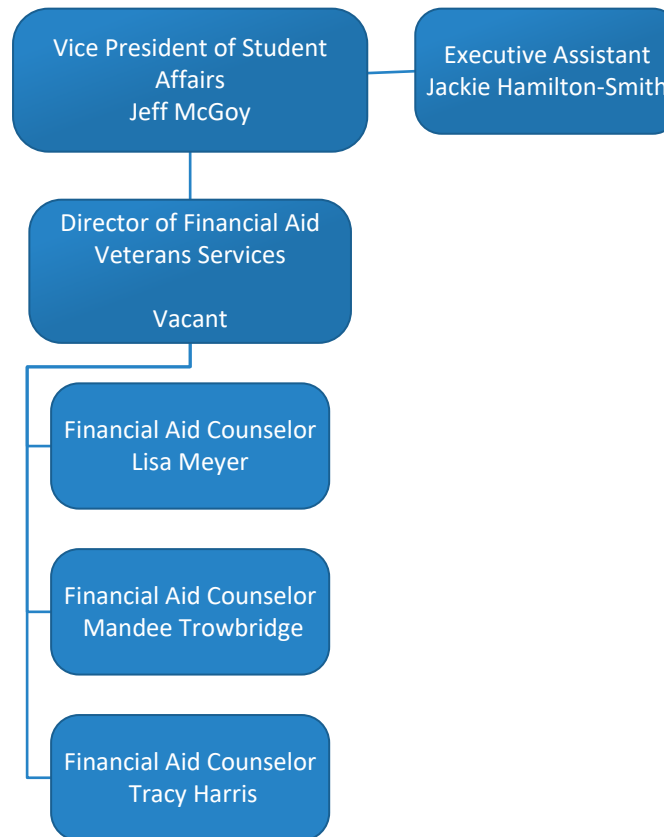 Vice President of Student
Affairs
Jeff McGoy
Executive Assistant
Jackie Hamilton-Smith
Director of Financial Aid
Veterans Services
Vacant
Financial Aid Counselor
Lisa Meyer
Financial Aid Counselor
Mandee Trowbridge
Financial Aid Counselor
Tracy Harris